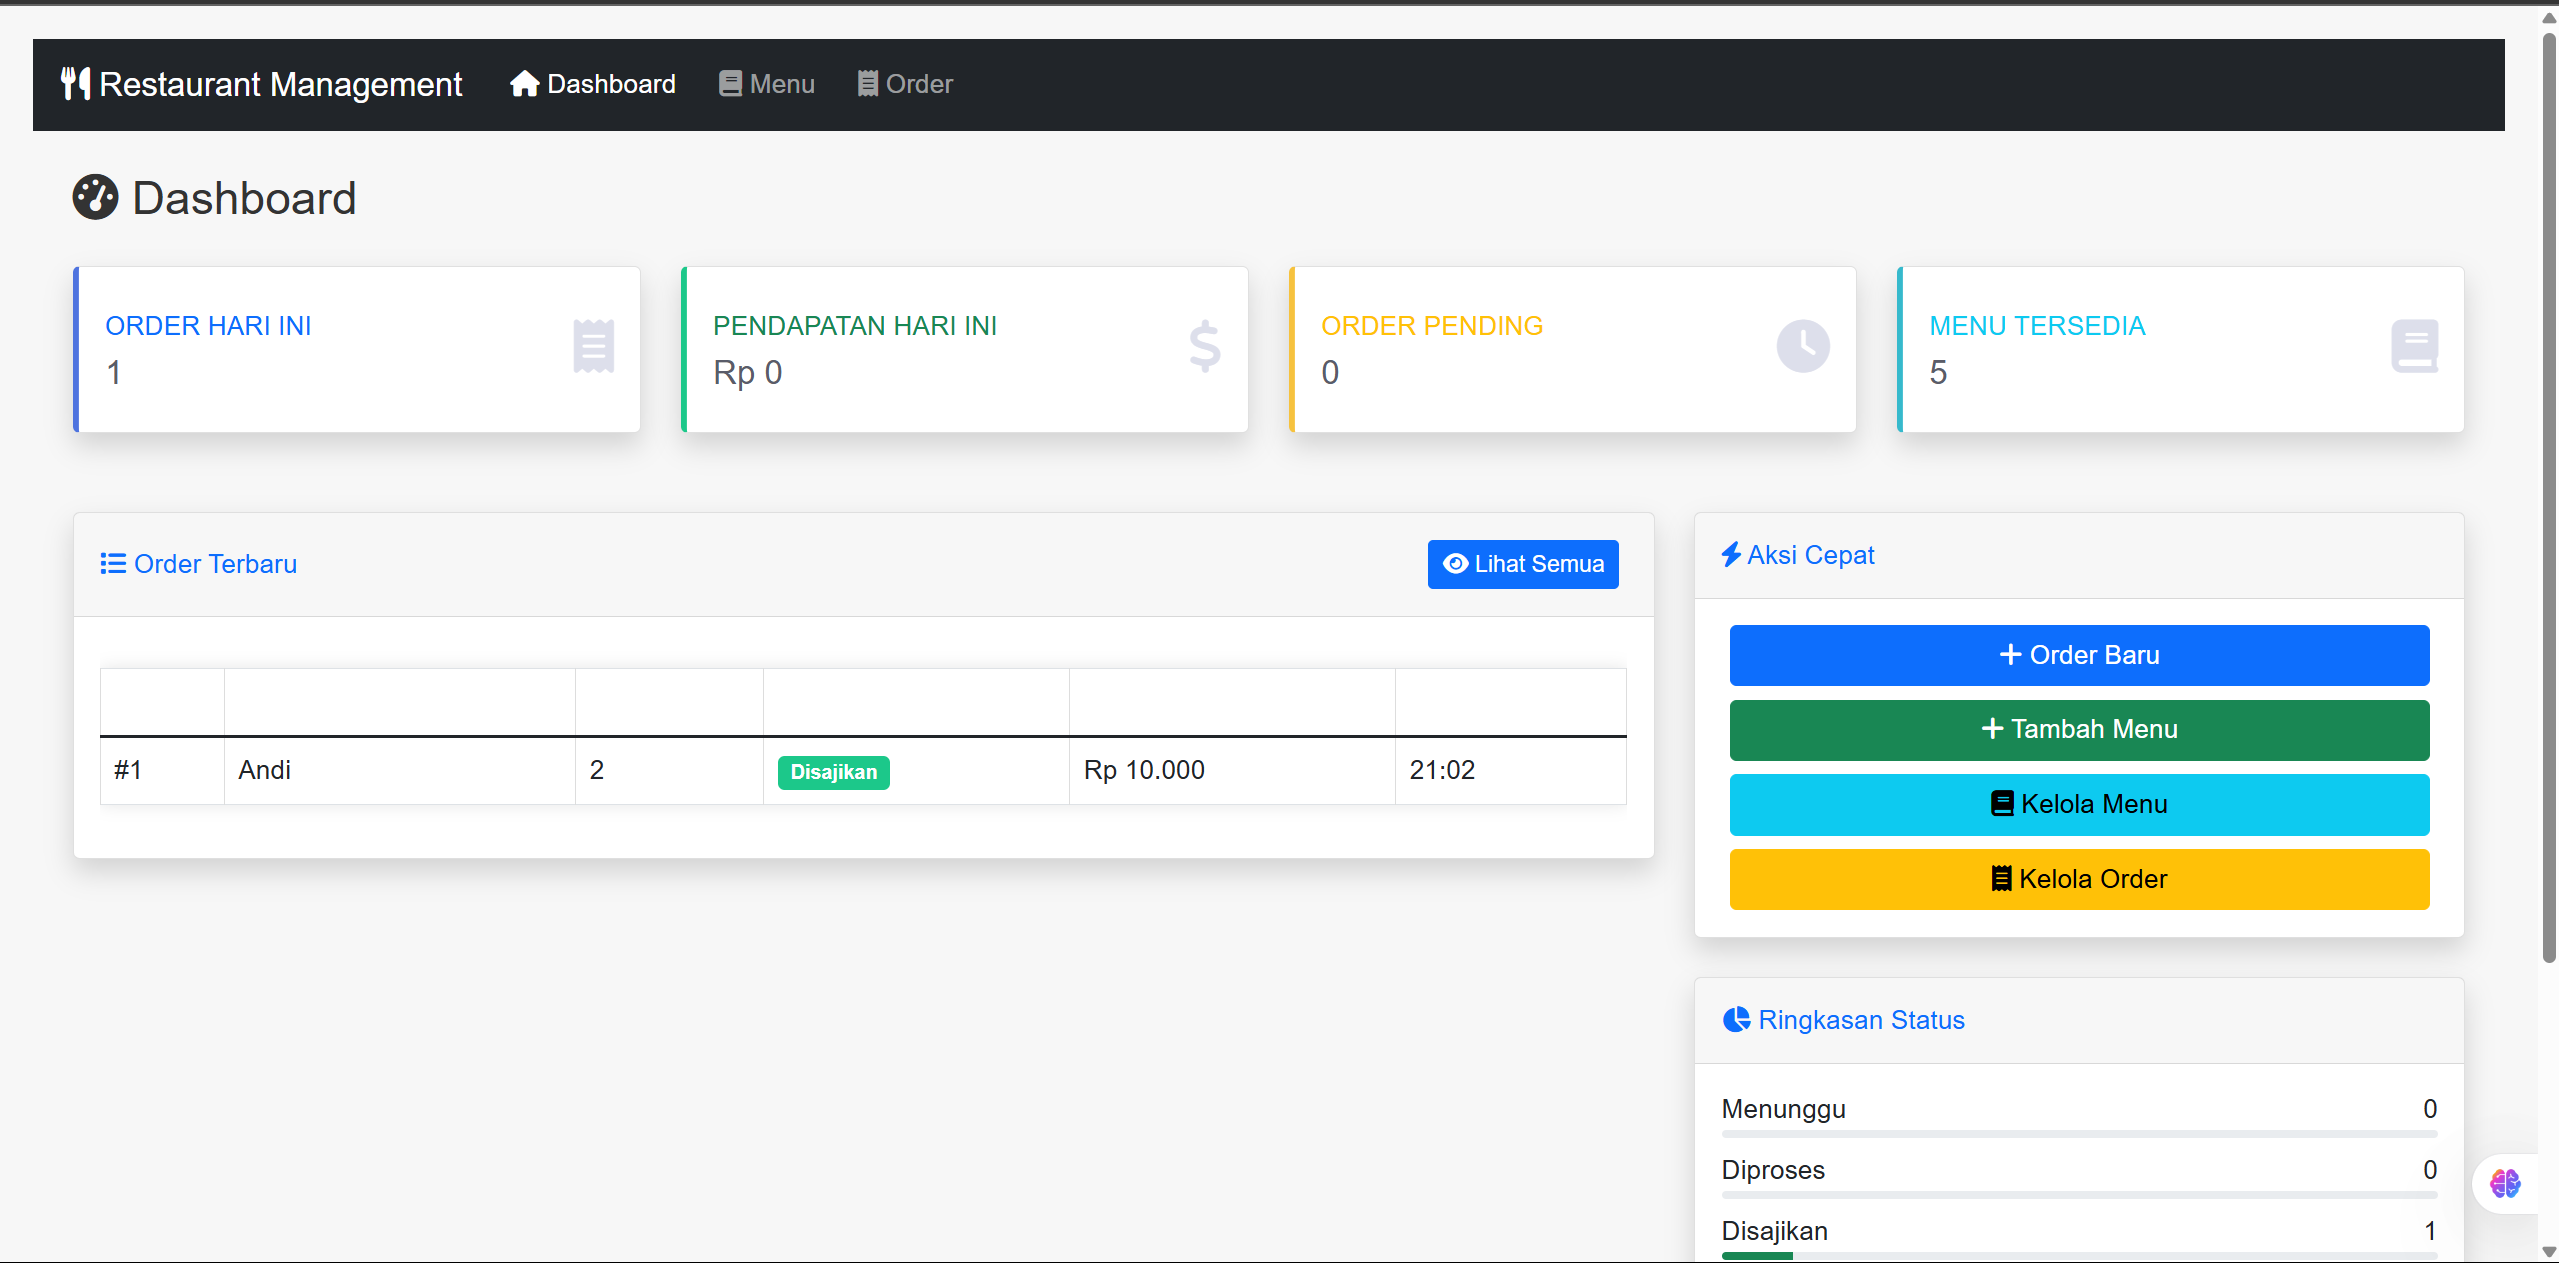 Restaurant Management Dashboard Menu Order
Dashboard
ORDER HARI INI
1
PENDAPATAN HARI INI
Rp 0
ORDER PENDING
0
MENU TERSEDIA
5
Order Terbaru
Lihat Semua
#1 Andi 2 Disajikan Rp 10.000 21:02
Aksi Cepat
Order Baru
Tambah Menu
Kelola Menu
Kelola Order
Ringkasan Status
Menunggu 0
Diproses 0
Disajikan 1